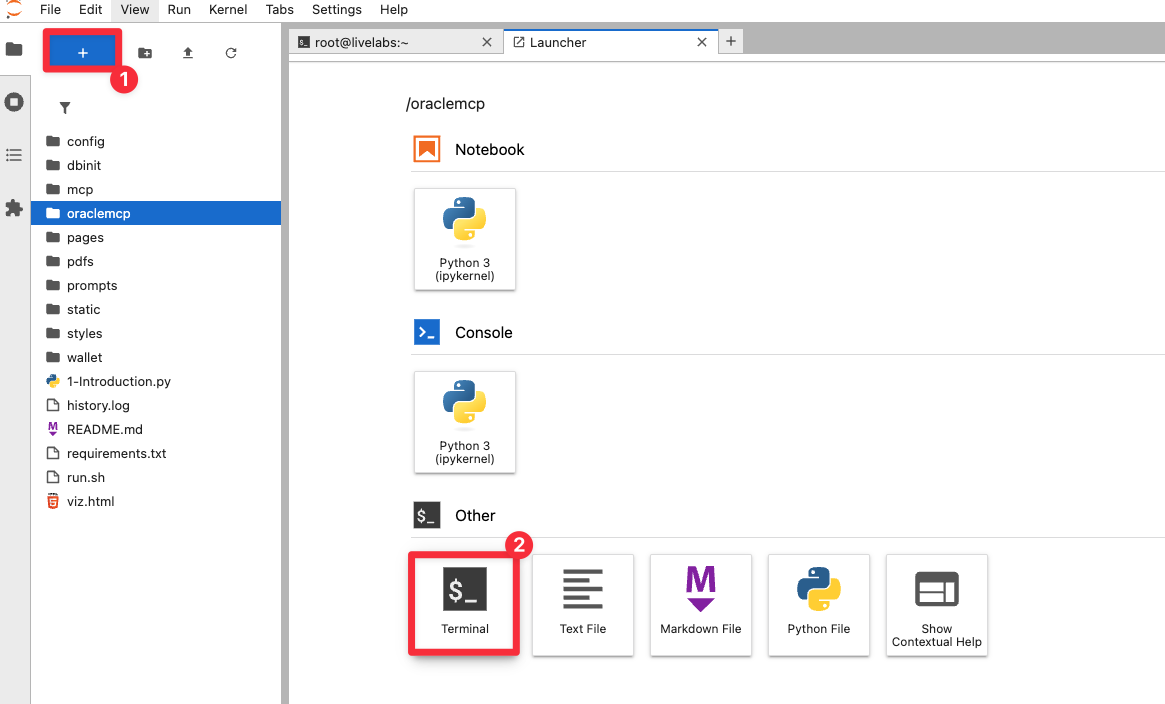 File Edit View Run Kernel Tabs Settings Help
+
1
root@livelabs:~
Launcher
+
config
dbinit
mcp
oraclemcp
pages
pdfs
prompts
static
styles
wallet
1-Introduction.py
history.log
README.md
requirements.txt
run.sh
viz.html
/oraclemcp
Notebook
Python 3
(ipykernel)
Console
Python 3
(ipykernel)
$_ Other
2
$_
Terminal
Text File
M
Markdown File
Python File
Show
Contextual Help